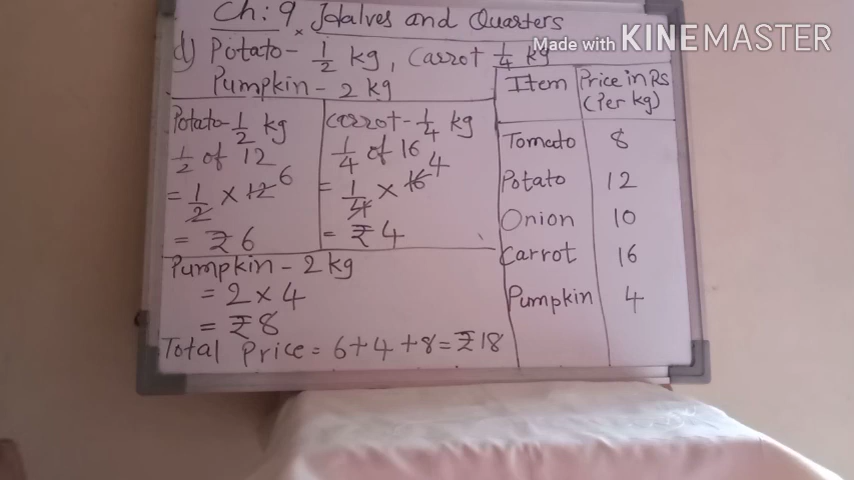 Ch: 9 Halves and Quarters
Made with KINEMASTER
d) Potato- 1/2 kg, Carrot 1/4 kg
Pumpkin - 2 kg
Potato- 1/2 kg
1/2 of 12
= 1/2 × 12 6
= ₹ 6
Carrot- 1/4 kg
1/4 of 16
= 1/4 × 16 4
= ₹ 4
Pumpkin - 2 kg
= 2 × 4
= ₹8
Total Price = 6+4+8=₹18
Item Price in Rs (Per kg)
Tomato 8
Potato 12
Onion 10
Carrot 16
Pumpkin 4